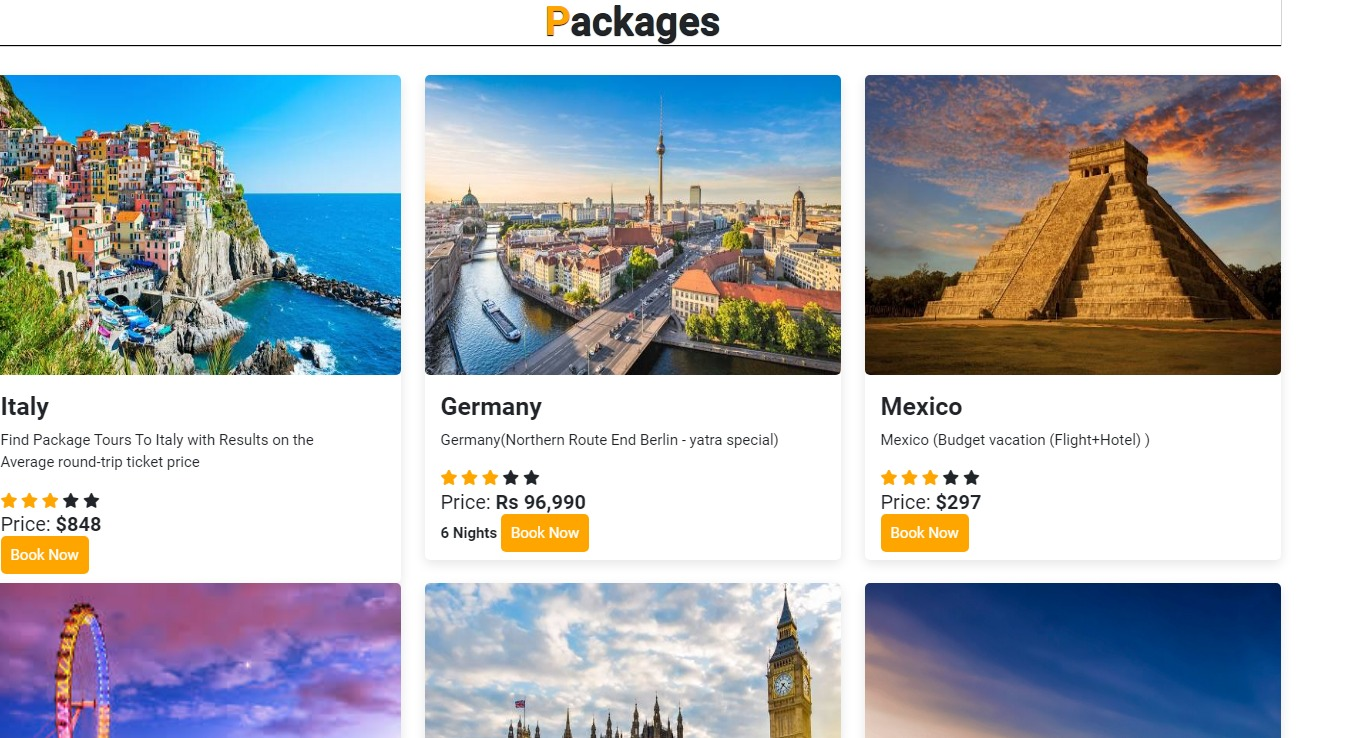 Packages
Italy
Find Package Tours To Italy with Results on the
Average round-trip ticket price
Price: $848
Book Now
Germany
Germany(Northern Route End Berlin - yatra special)
Price: Rs 96,990
6 Nights Book Now
Mexico
Mexico (Budget vacation (Flight+Hotel) )
Price: $297
Book Now